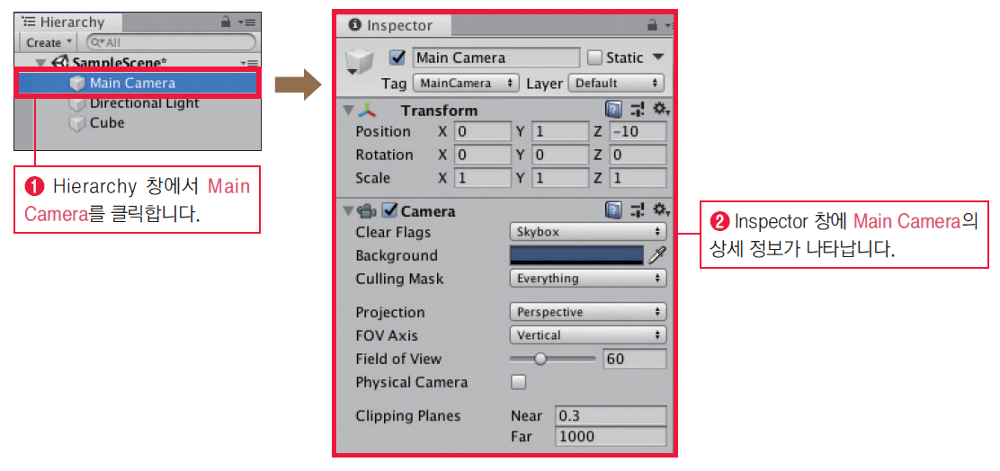 Hierarchy
Create All
SampleScene*
Main Camera
Directional Light
Cube
❶ Hierarchy 창에서 Main
Camera를 클릭합니다.
Inspector
Main Camera Static
Tag MainCamera Layer Default
Transform
Position X 0 Y 1 Z -10
Rotation X 0 Y 0 Z 0
Scale X 1 Y 1 Z 1
Camera
Clear Flags Skybox
Background
Culling Mask Everything
Projection Perspective
FOV Axis Vertical
Field of View 60
Physical Camera
Clipping Planes Near 0.3
Far 1000
❷ Inspector 창에 Main Camera의
상세 정보가 나타납니다.